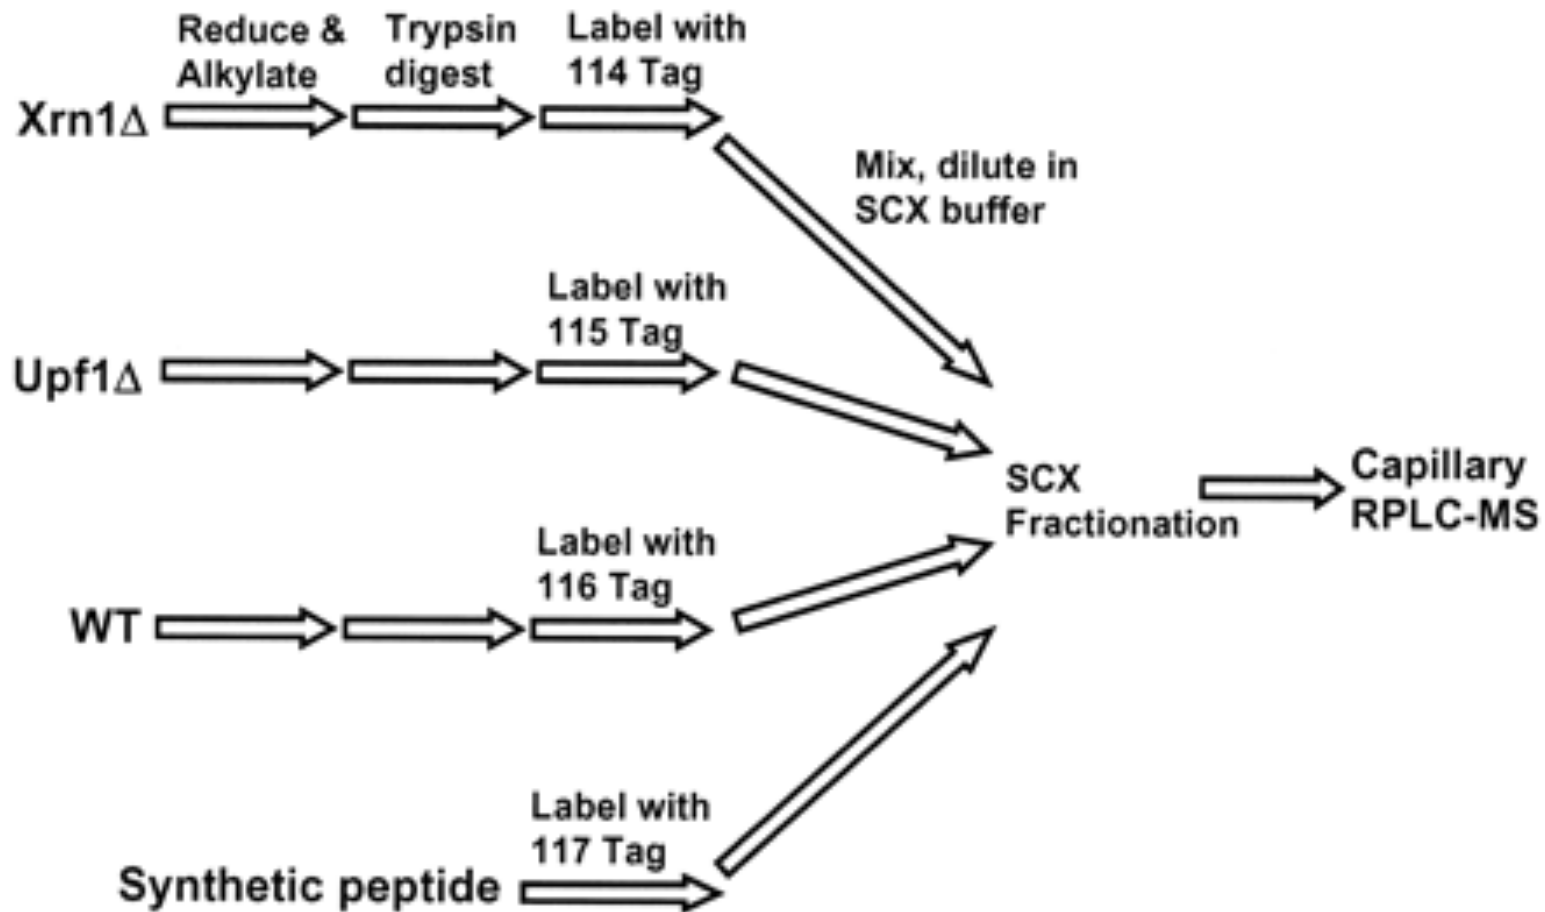 Reduce &
Alkylate
Trypsin
digest
Label with
114 Tag
Xrn1Δ
Mix, dilute in
SCX buffer
Label with
115 Tag
Upf1Δ
SCX
Fractionation
Capillary
RPLC-MS
Label with
116 Tag
WT
Label with
117 Tag
Synthetic peptide